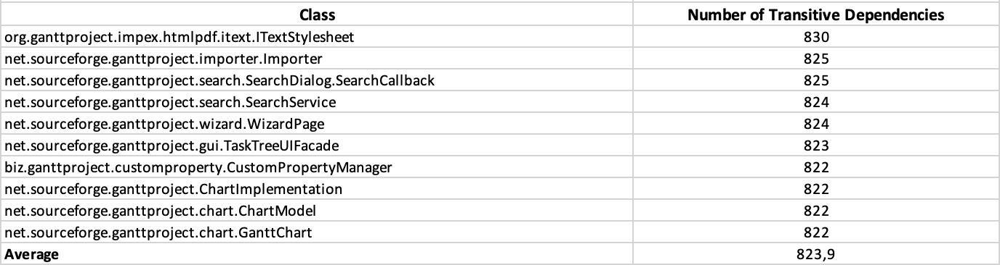 Class Number of Transitive Dependencies
org.ganttproject.impex.htmlpdf.itext.ITextStylesheet 830
net.sourceforge.ganttproject.importer.Importer 825
net.sourceforge.ganttproject.search.SearchDialog.SearchCallback 825
net.sourceforge.ganttproject.search.SearchService 824
net.sourceforge.ganttproject.wizard.WizardPage 824
net.sourceforge.ganttproject.gui.TaskTreeUIFacade 823
biz.ganttproject.customproperty.CustomPropertyManager 822
net.sourceforge.ganttproject.ChartImplementation 822
net.sourceforge.ganttproject.chart.ChartModel 822
net.sourceforge.ganttproject.chart.GanttChart 822
Average 823,9